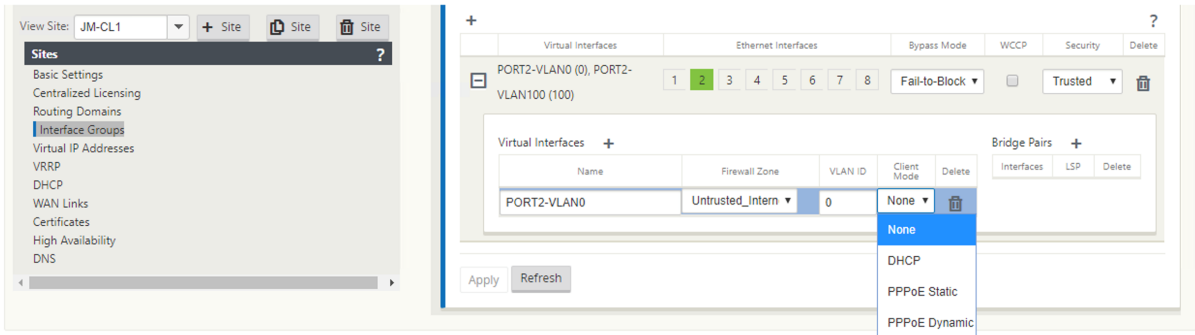 View Site: JM-CL1 ▼ + Site Site Site
Sites ?
Basic Settings
Centralized Licensing
Routing Domains
Interface Groups
Virtual IP Addresses
VRRP
DHCP
WAN Links
Certificates
High Availability
DNS
+ ?
Virtual Interfaces Ethernet Interfaces Bypass Mode WCCP Security Delete
PORT2-VLAN0 (0), PORT2-
VLAN100 (100)
1 2 3 4 5 6 7 8 Fail-to-Block ▼ Trusted ▼
Virtual Interfaces +
Name Firewall Zone VLAN ID Client
Mode Delete
PORT2-VLAN0 Untrusted_Intern ▼ 0 None ▼
None
DHCP
PPPoE Static
PPPoE Dynamic
Bridge Pairs +
Interfaces LSP Delete
Apply Refresh